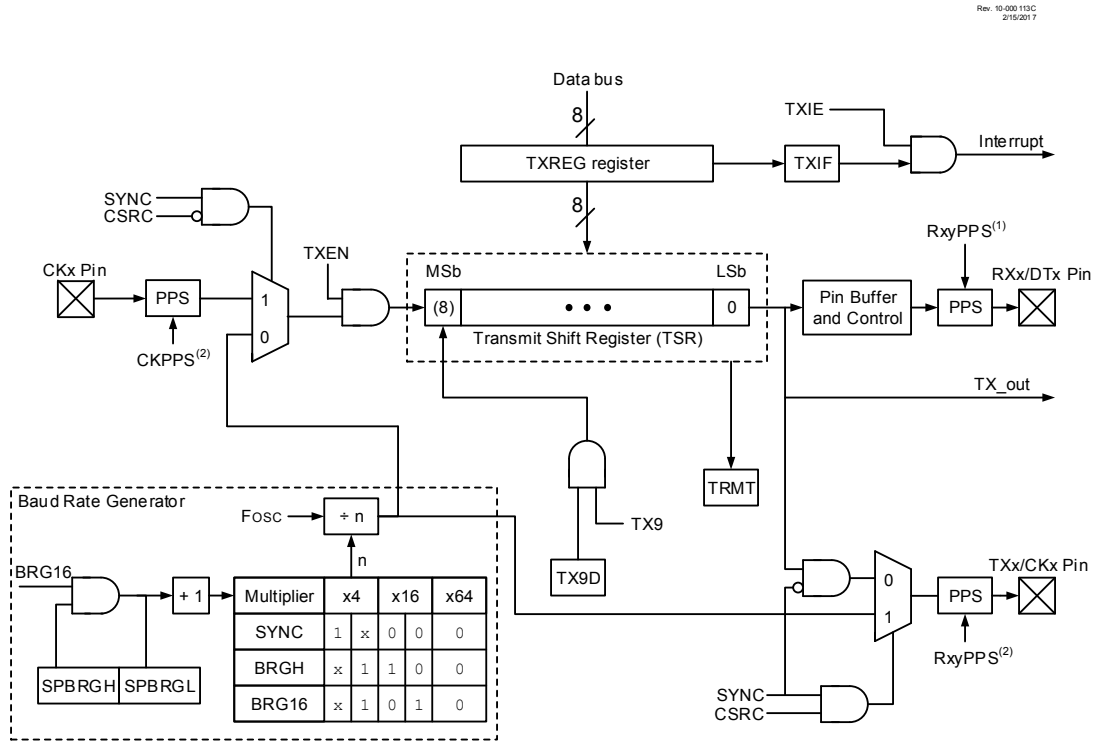 Rev. 10-000 113C
2/15/2017
Data bus
8
TXIE
Interrupt
TXREG register
TXIF
SYNC
CSRC
8
RxyPPS(1)
TXEN
CKx Pin
MSb
LSb
RXx/DTx Pin
PPS
1
(8)
• • •
0
Pin Buffer
and Control
PPS
0
Transmit Shift Register (TSR)
CKPPS(2)
TX_out
TRMT
Baud Rate Generator
FOSC
÷ n
TX9
n
BRG16
TX9D
TXx/CKx Pin
+ 1
Multiplier x4 x16 x64
0
PPS
SYNC 1 x 0 0 0
1
BRGH x 1 1 0 0
RxyPPS(2)
SPBRGH SPBRGL
BRG16 x 1 0 1 0
SYNC
CSRC